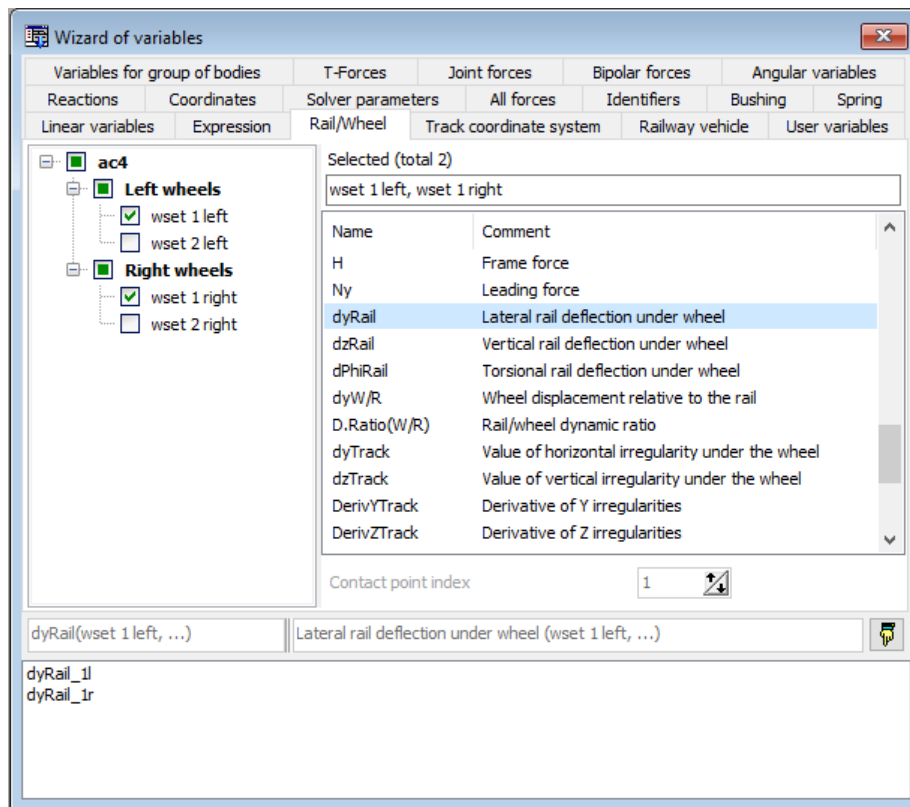 Wizard of variables
Variables for group of bodies T-Forces Joint forces Bipolar forces Angular variables
Reactions Coordinates Solver parameters All forces Identifiers Bushing Spring
Linear variables Expression Rail/Wheel Track coordinate system Railway vehicle User variables
ac4
Left wheels
wset 1 left
wset 2 left
Right wheels
wset 1 right
wset 2 right
Selected (total 2)
wset 1 left, wset 1 right
Name Comment
H Frame force
Ny Leading force
dyRail Lateral rail deflection under wheel
dzRail Vertical rail deflection under wheel
dPhiRail Torsional rail deflection under wheel
dyW/R Wheel displacement relative to the rail
D.Ratio(W/R) Rail/wheel dynamic ratio
dyTrack Value of horizontal irregularity under the wheel
dzTrack Value of vertical irregularity under the wheel
DerivYTrack Derivative of Y irregularities
DerivZTrack Derivative of Z irregularities
Contact point index 1
dyRail(wset 1 left, ...) Lateral rail deflection under wheel (wset 1 left, ...)
dyRail_1l
dyRail_1r